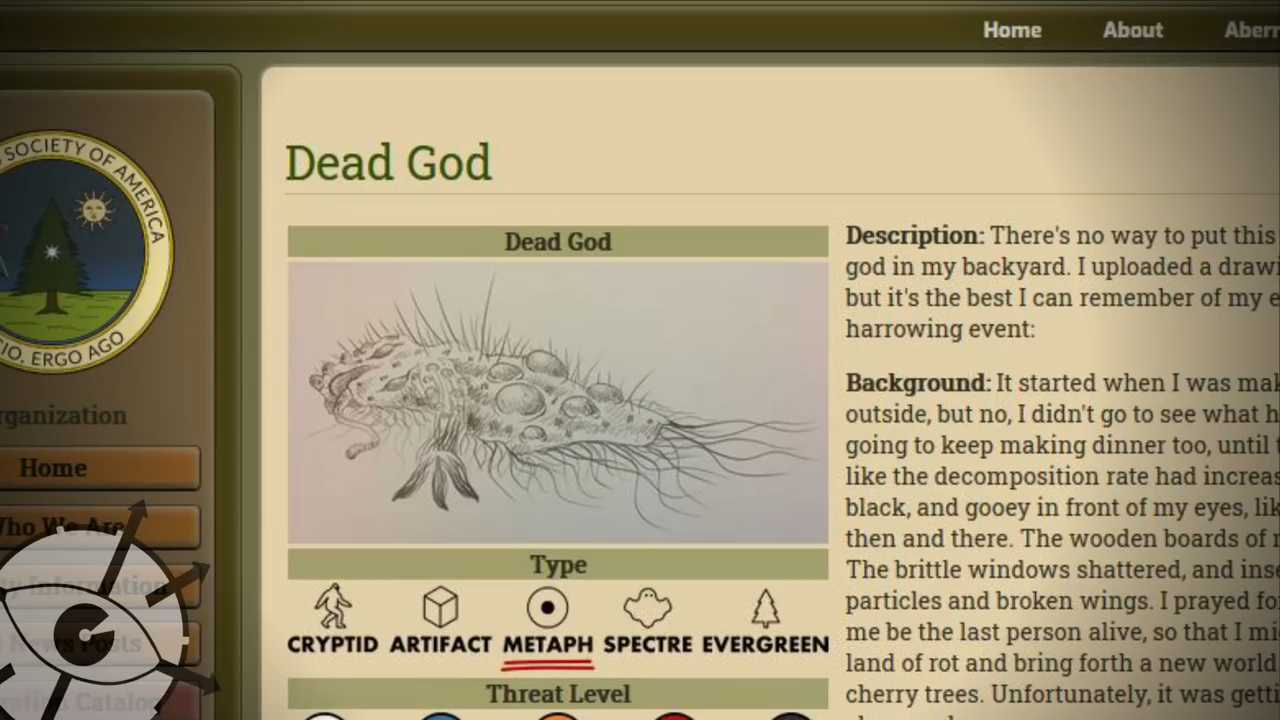 Home About Aberr
SOCIETY OF AMERICA
IO, ERGO AGO
rganization
Home
Who We Are
ty Information
News Posts
Dead God
Dead God
Type
CRYPTID ARTIFACT METAPH SPECTRE EVERGREEN
Threat Level
Description: There's no way to put this
god in my backyard. I uploaded a drawi
but it's the best I can remember of my e
harrowing event:
Background: It started when I was mak
outside, but no, I didn't go to see what h
going to keep making dinner too, until t
like the decomposition rate had increas
black, and gooey in front of my eyes, lik
then and there. The wooden boards of m
The brittle windows shattered, and inse
particles and broken wings. I prayed fo
me be the last person alive, so that I mi
land of rot and bring forth a new world
cherry trees. Unfortunately, it was getti